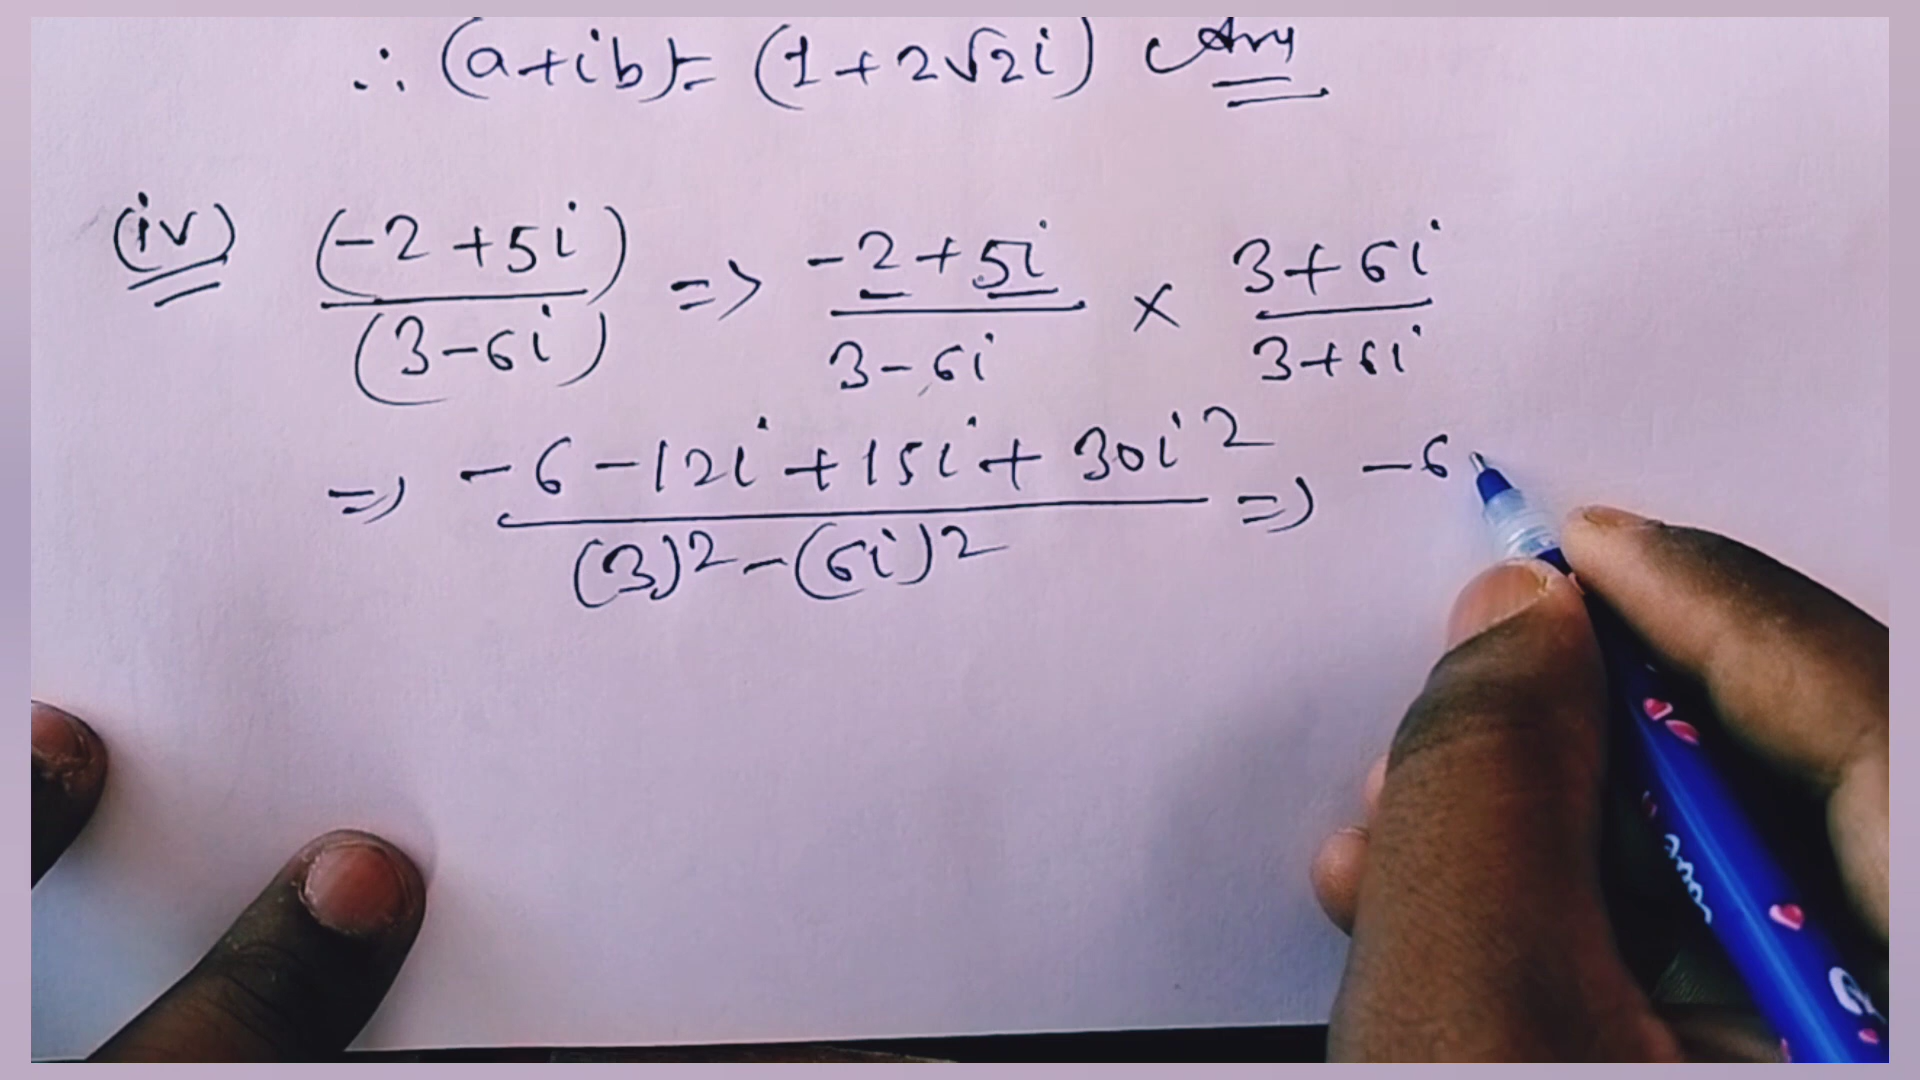 ∴ (a+ib) = (1+2√2i) Ans
(iv) (-2+5i)/(3-6i) => -2+5i/3-6i × 3+6i/3+6i
=> -6-12i+15i+30i²/(3)²-(6i)² => -6